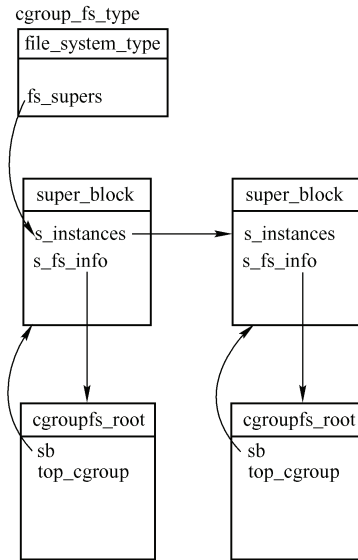 cgroup_fs_type
file_system_type
fs_supers
super_block
s_instances
s_fs_info
super_block
s_instances
s_fs_info
cgroupfs_root
sb
top_cgroup
cgroupfs_root
sb
top_cgroup